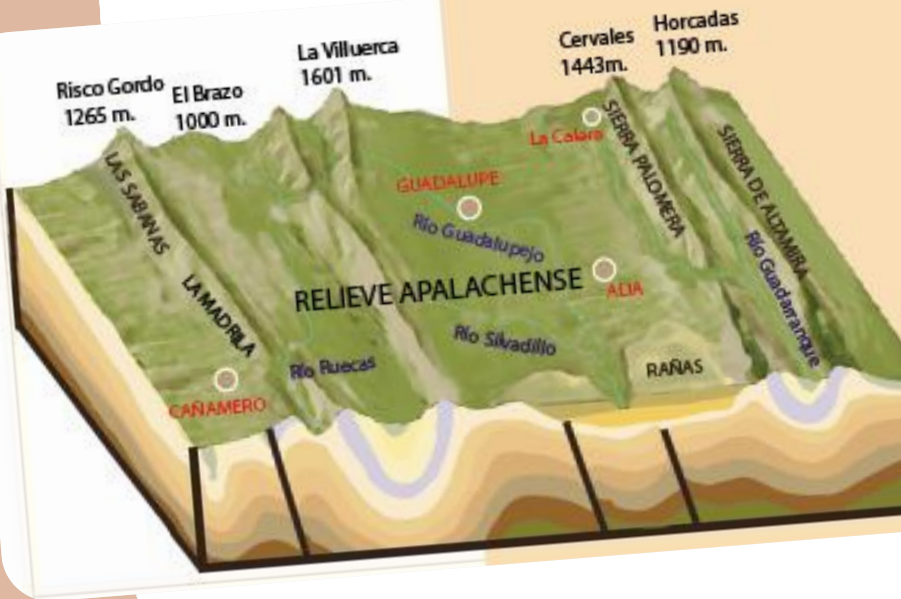 Risco Gordo
1265 m.
El Brazo
1000 m.
La Villuerca
1601 m.
Cervales
1443m.
Horcadas
1190 m.
LAS SABANAS
LA MADRILA
CAÑAMERO
Río Ruecas
GUADALUPE
Río Guadalupejo
RELIEVE APALACHENSE
Río Silvadillo
La Calera
ALIA
RAÑAS
SIERRA PALOMERA
SIERRA DE ALTAMIRA
Río Guadarranque